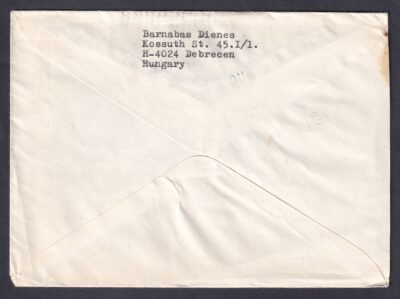 Barnabas Dienes
Kossuth St. 45.I/1.
H-4024 Debrecen
Hungary